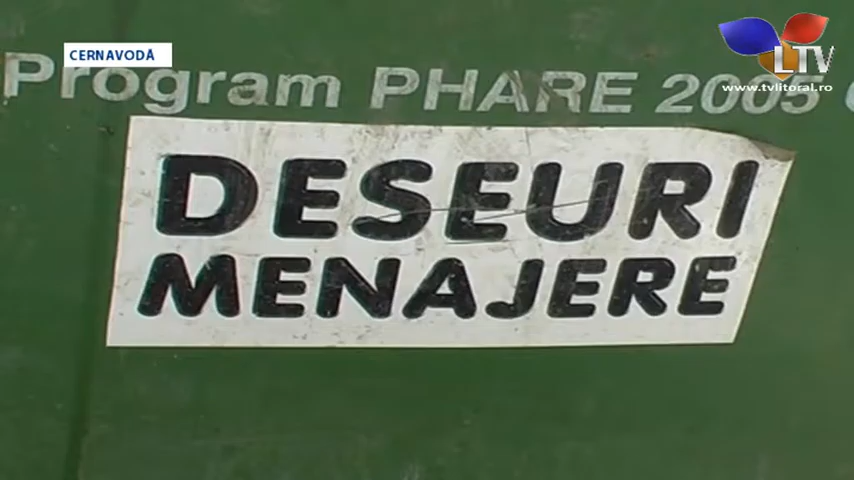 CERNAVODĂ
LTV
www.tvlitoral.ro
Program PHARE 2005
DESEURI
MENAJERE